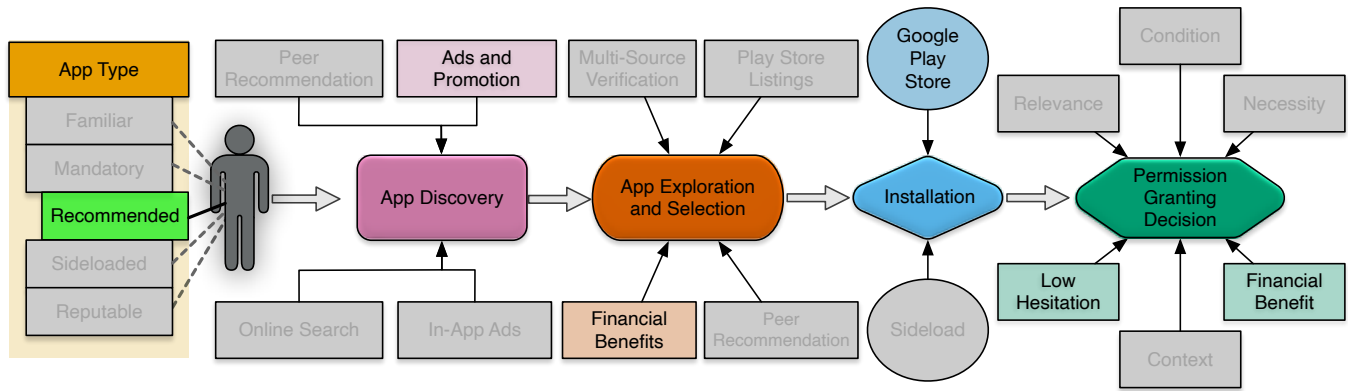 App Type
Familiar
Mandatory
Recommended
Sideloaded
Reputable
Peer
Recommendation
Ads and
Promotion
App Discovery
Online Search
In-App Ads
Multi-Source
Verification
Play Store
Listings
App Exploration
and Selection
Financial
Benefits
Peer
Recommendation
Google
Play
Store
Installation
Sideload
Condition
Relevance
Necessity
Permission
Granting
Decision
Low
Hesitation
Financial
Benefit
Context